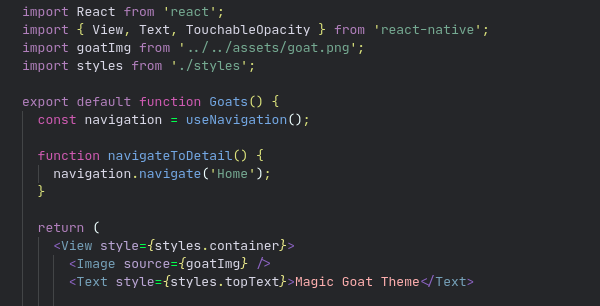 import React from 'react';
import { View, Text, TouchableOpacity } from 'react-native';
import goatImg from '../../assets/goat.png';
import styles from './styles';

export default function Goats() {
  const navigation = useNavigation();

  function navigateToDetail() {
    navigation.navigate('Home');
  }

  return (
    <View style={styles.container}>
      <Image source={goatImg} />
      <Text style={styles.topText}>Magic Goat Theme</Text>